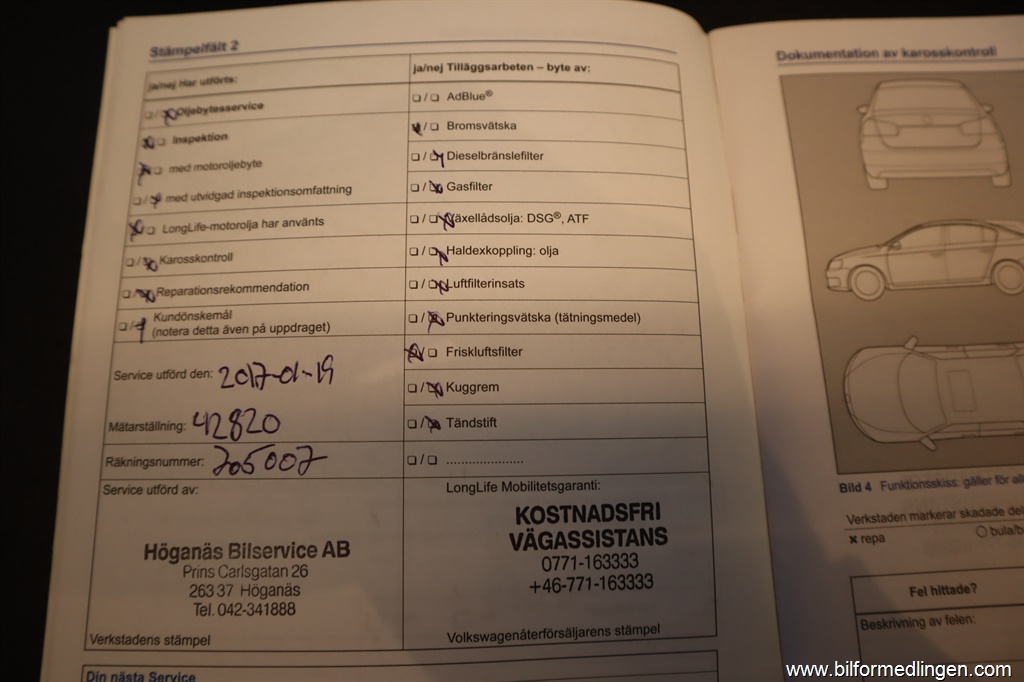 Stämpelfält 2
ja/nej Har utförts:
❏/❏ Oljebytesservice
❏ Inspektion
❏ med motoroljebyte
❏/❏ med utvidgad inspektionsomfattning
❏ LongLife-motorolja har använts
❏/❏ Karosskontroll
❏/❏ Reparationsrekommendation
❏/❏ Kundönskemål
(notera detta även på uppdraget)
Service utförd den: 2017-01-19
Mätarställning: 42820
Räkningsnummer: 205007
Service utförd av:
Höganäs Bilservice AB
Prins Carlsgatan 26
263 37 Höganäs
Tel. 042-341888
Verkstadens stämpel
ja/nej Tilläggsarbeten – byte av:
❏/❏ AdBlue®
❏/❏ Bromsvätska
❏/❏ Dieselbränslefilter
❏/❏ Gasfilter
❏/❏ Växellådsolja: DSG®, ATF
❏/❏ Haldexkoppling: olja
❏/❏ Luftfilterinsats
❏/❏ Punkteringsvätska (tätningsmedel)
❏/❏ Friskluftsfilter
❏/❏ Kuggrem
❏/❏ Tändstift
❏/❏ ......................
LongLife Mobilitetsgaranti:
KOSTNADSFRI
VÄGASSISTANS
0771-163333
+46-771-163333
Volkswagenåterförsäljarens stämpel
Din nästa Service
Dokumentation av karosskontroll
Bild 4 Funktionsskiss: gäller för
Verkstaden markerar skadade
× repa
Fel hittade?
Beskrivning av felen:
www.bilformedlingen.com